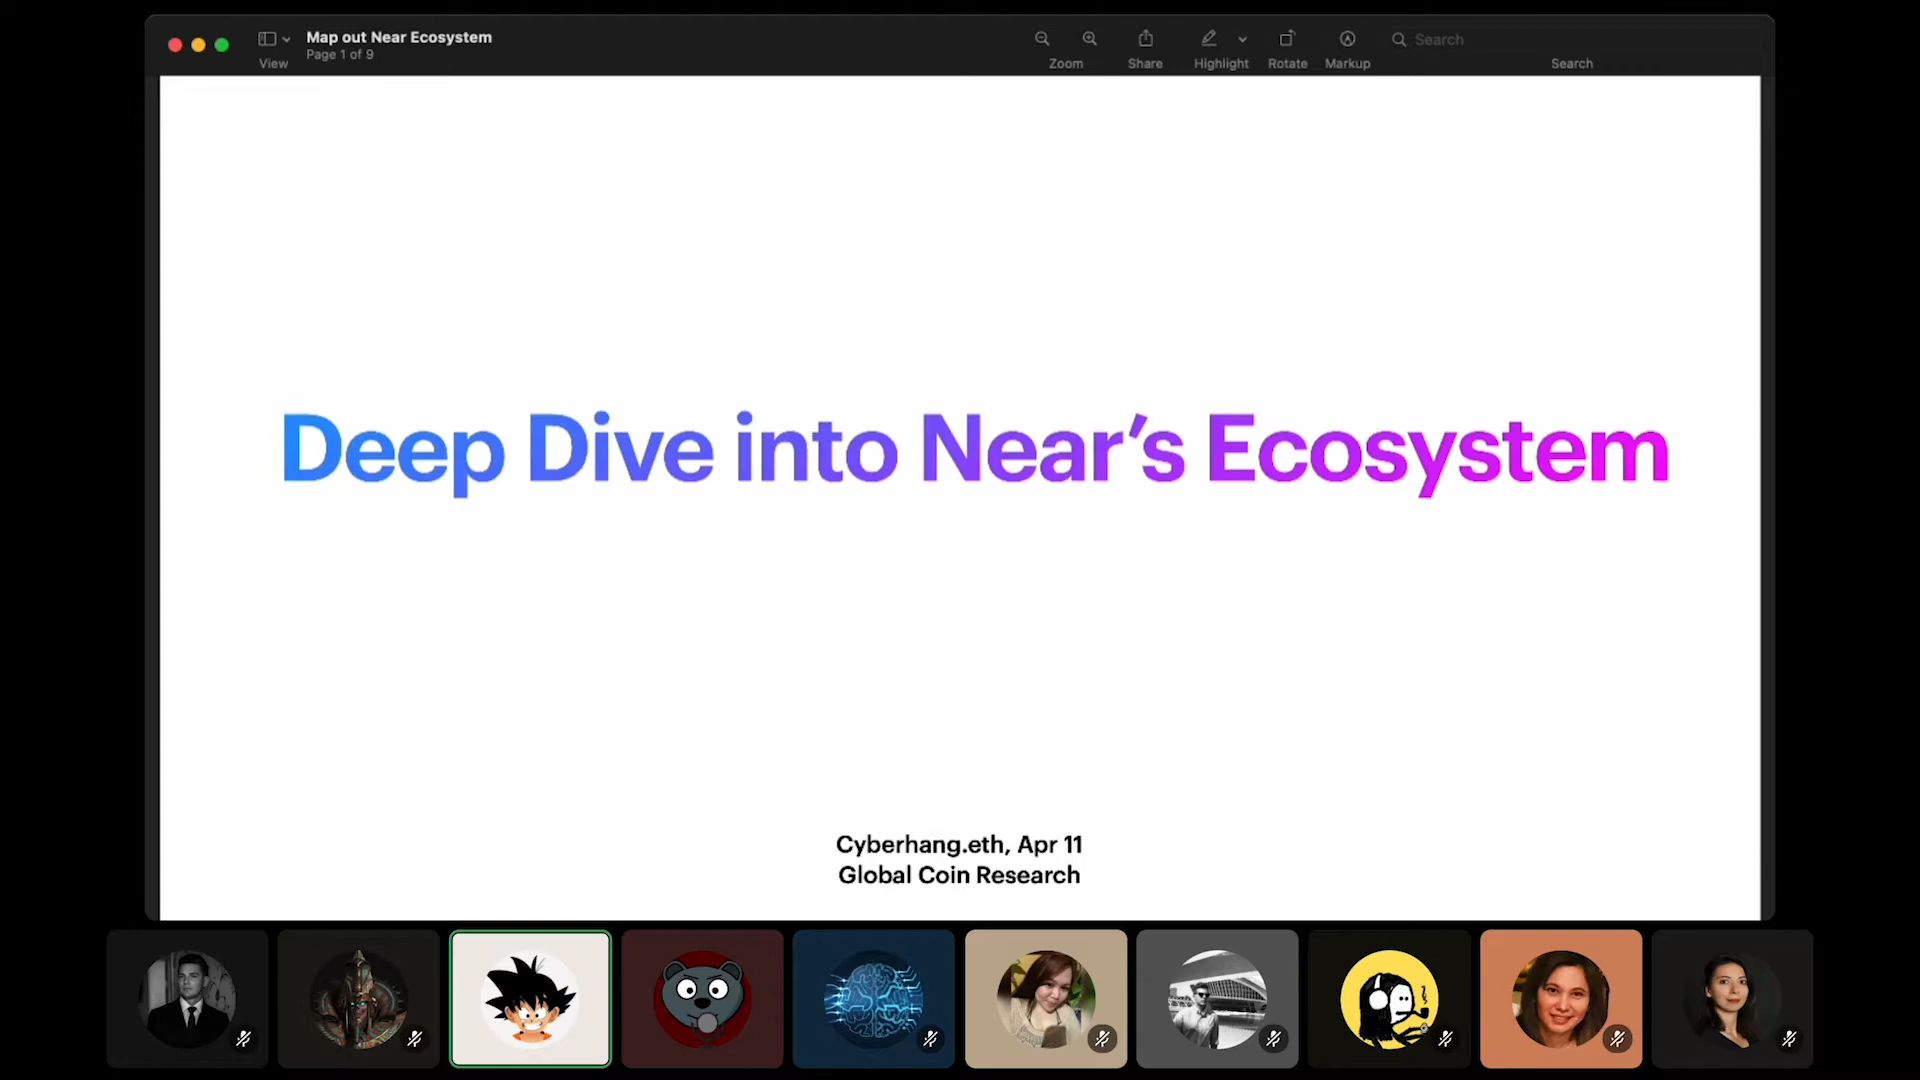 Map out Near Ecosystem
Page 1 of 9
View
Zoom
Share
Highlight
Rotate
Markup
Search
Search
Deep Dive into Near’s Ecosystem
Cyberhang.eth, Apr 11
Global Coin Research